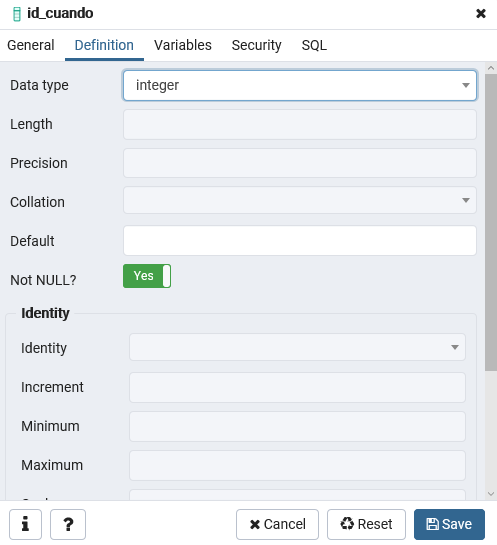 id_cuando
General Definition Variables Security SQL
Data type integer
Length
Precision
Collation
Default
Not NULL? Yes
Identity
Identity
Increment
Minimum
Maximum
i ? Cancel Reset Save